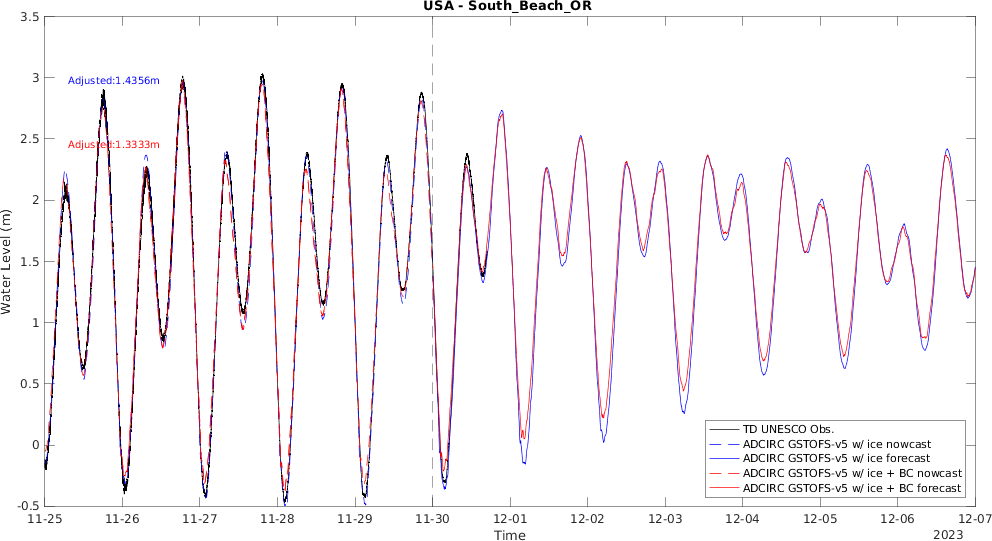 USA - South_Beach_OR
3.5
3
2.5
2
1.5
1
0.5
0
-0.5
Water Level (m)
Adjusted:1.4356m
Adjusted:1.3333m
TD UNESCO Obs.
ADCIRC GSTOFS-v5 w/ ice nowcast
ADCIRC GSTOFS-v5 w/ ice forecast
ADCIRC GSTOFS-v5 w/ ice + BC nowcast
ADCIRC GSTOFS-v5 w/ ice + BC forecast
11-25 11-26 11-27 11-28 11-29 11-30 12-01 12-02 12-03 12-04 12-05 12-06 12-07
Time
2023